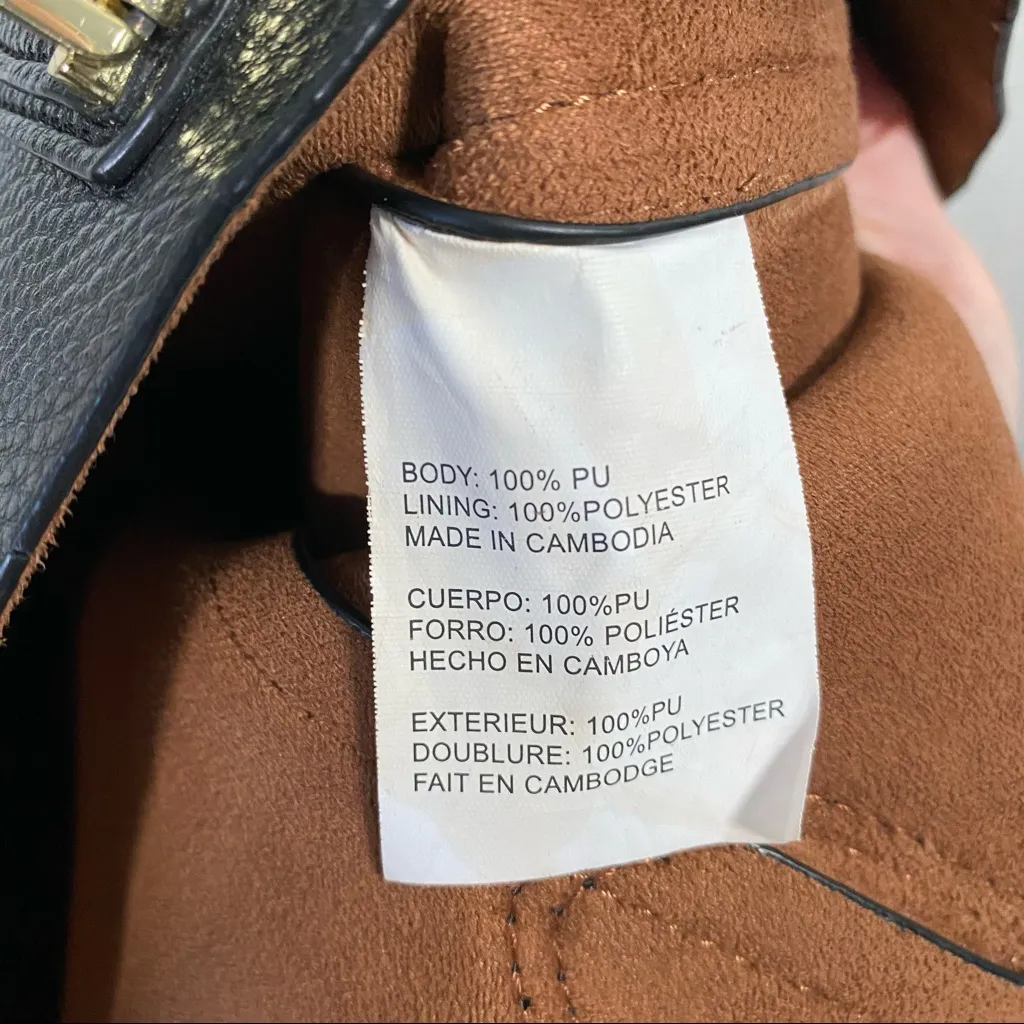 BODY: 100% PU
LINING: 100%POLYESTER
MADE IN CAMBODIA
CUERPO: 100%PU
FORRO: 100% POLIÉSTER
HECHO EN CAMBOYA
EXTERIEUR: 100%PU
DOUBLURE: 100%POLYESTER
FAIT EN CAMBODGE